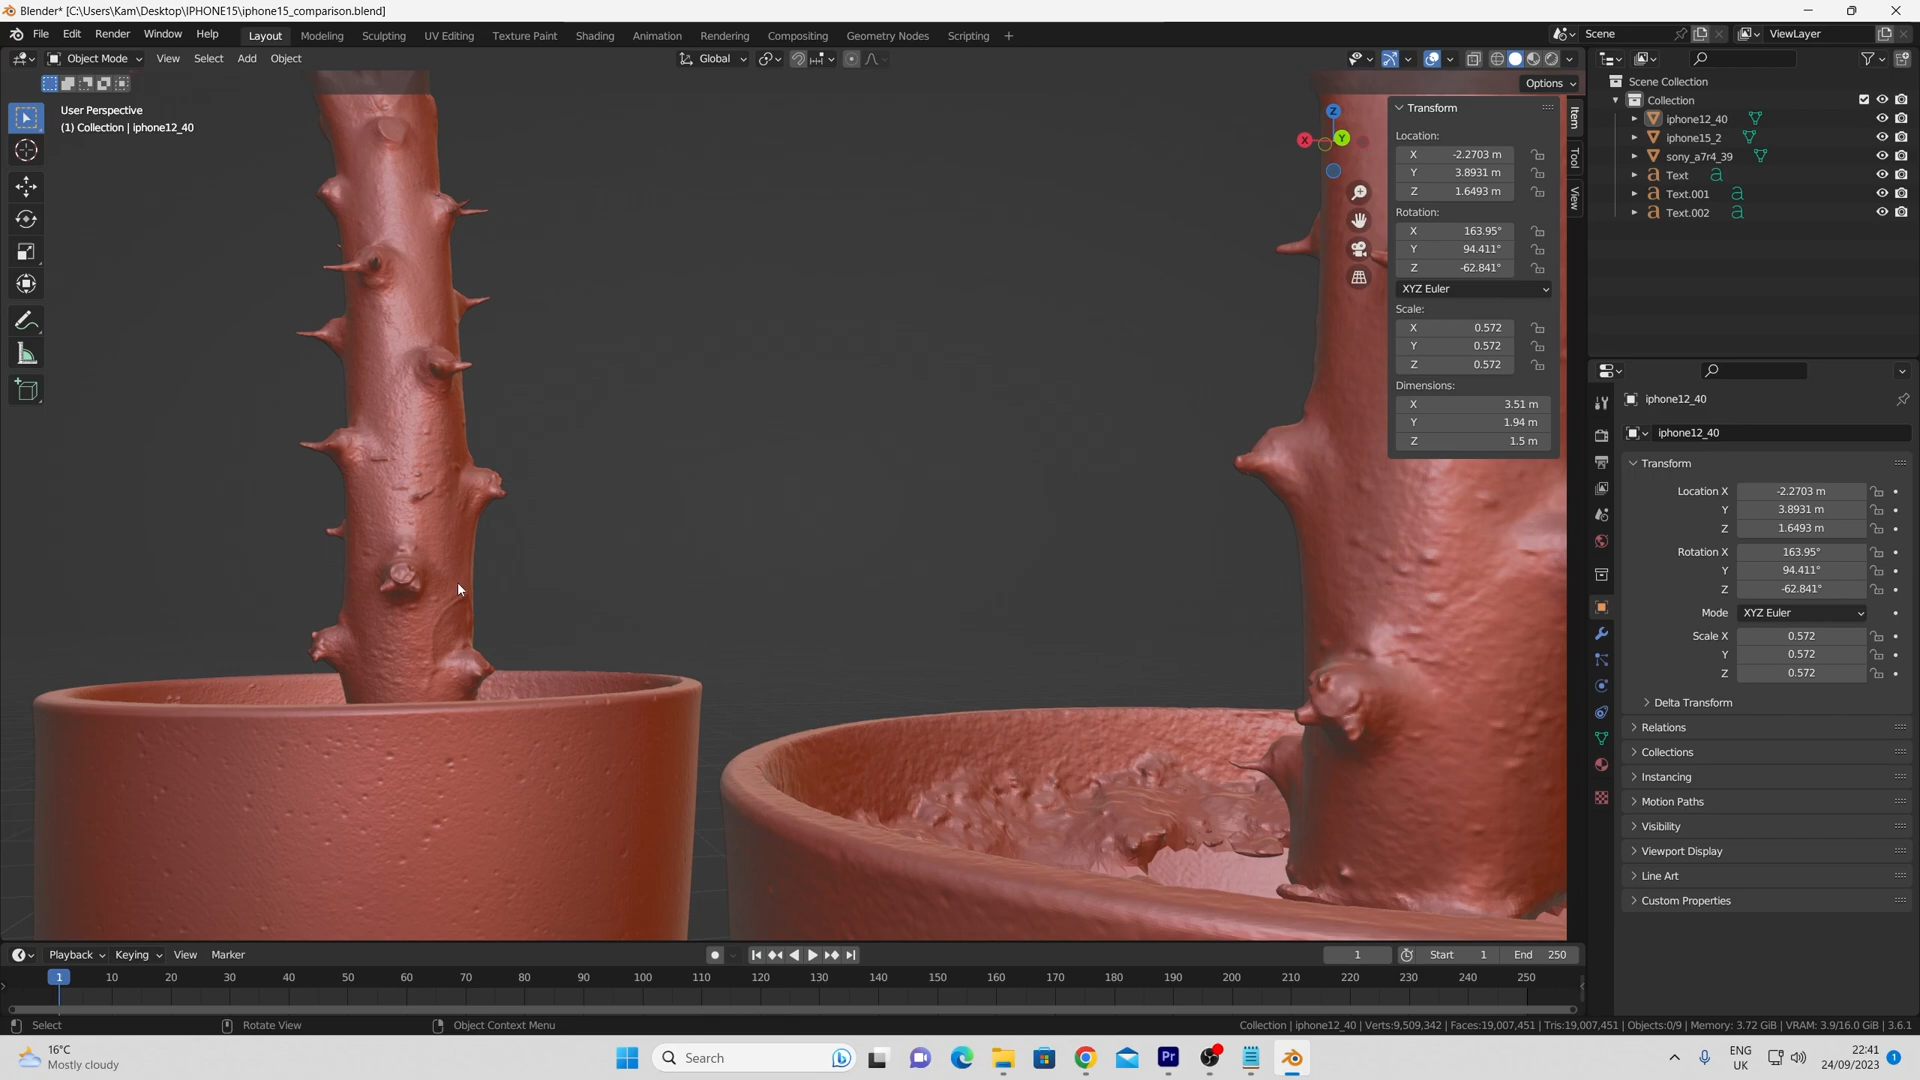 Blender* [C:\Users\Kam\Desktop\IPHONE15\iphone15_comparison.blend]
File Edit Render Window Help Layout Modeling Sculpting UV Editing Texture Paint Shading Animation Rendering Compositing Geometry Nodes Scripting + Scene ViewLayer
Object Mode View Select Add Object Global
Options
User Perspective
(1) Collection | iphone12_40
Transform
Location:
X -2.2703 m
Y 3.8931 m
Z 1.6493 m
Rotation:
X 163.95°
Y 94.411°
Z -62.841°
XYZ Euler
Scale:
X 0.572
Y 0.572
Z 0.572
Dimensions:
X 3.51 m
Y 1.94 m
Z 1.5 m
Item
Tool
View
Z
X
Y
Scene Collection
Collection
iphone12_40
iphone15_2
sony_a7r4_39
Text
Text.001
Text.002
iphone12_40
iphone12_40
Transform
Location X -2.2703 m
Y 3.8931 m
Z 1.6493 m
Rotation X 163.95°
Y 94.411°
Z -62.841°
Mode XYZ Euler
Scale X 0.572
Y 0.572
Z 0.572
Delta Transform
Relations
Collections
Instancing
Motion Paths
Visibility
Viewport Display
Line Art
Custom Properties
Playback Keying View Marker 1 Start 1 End 250
1 10 20 30 40 50 60 70 80 90 100 110 120 130 140 150 160 170 180 190 200 210 220 230 240 250
Select Rotate View Object Context Menu Collection | iphone12_40 | Verts:9,509,342 | Faces:19,007,451 | Tris:19,007,451 | Objects:0/9 | Memory: 3.72 GiB | VRAM: 3.9/16.0 GiB | 3.6.1
16°C
Mostly cloudy
Search
Pr
ENG
UK
22:41
24/09/2023
1